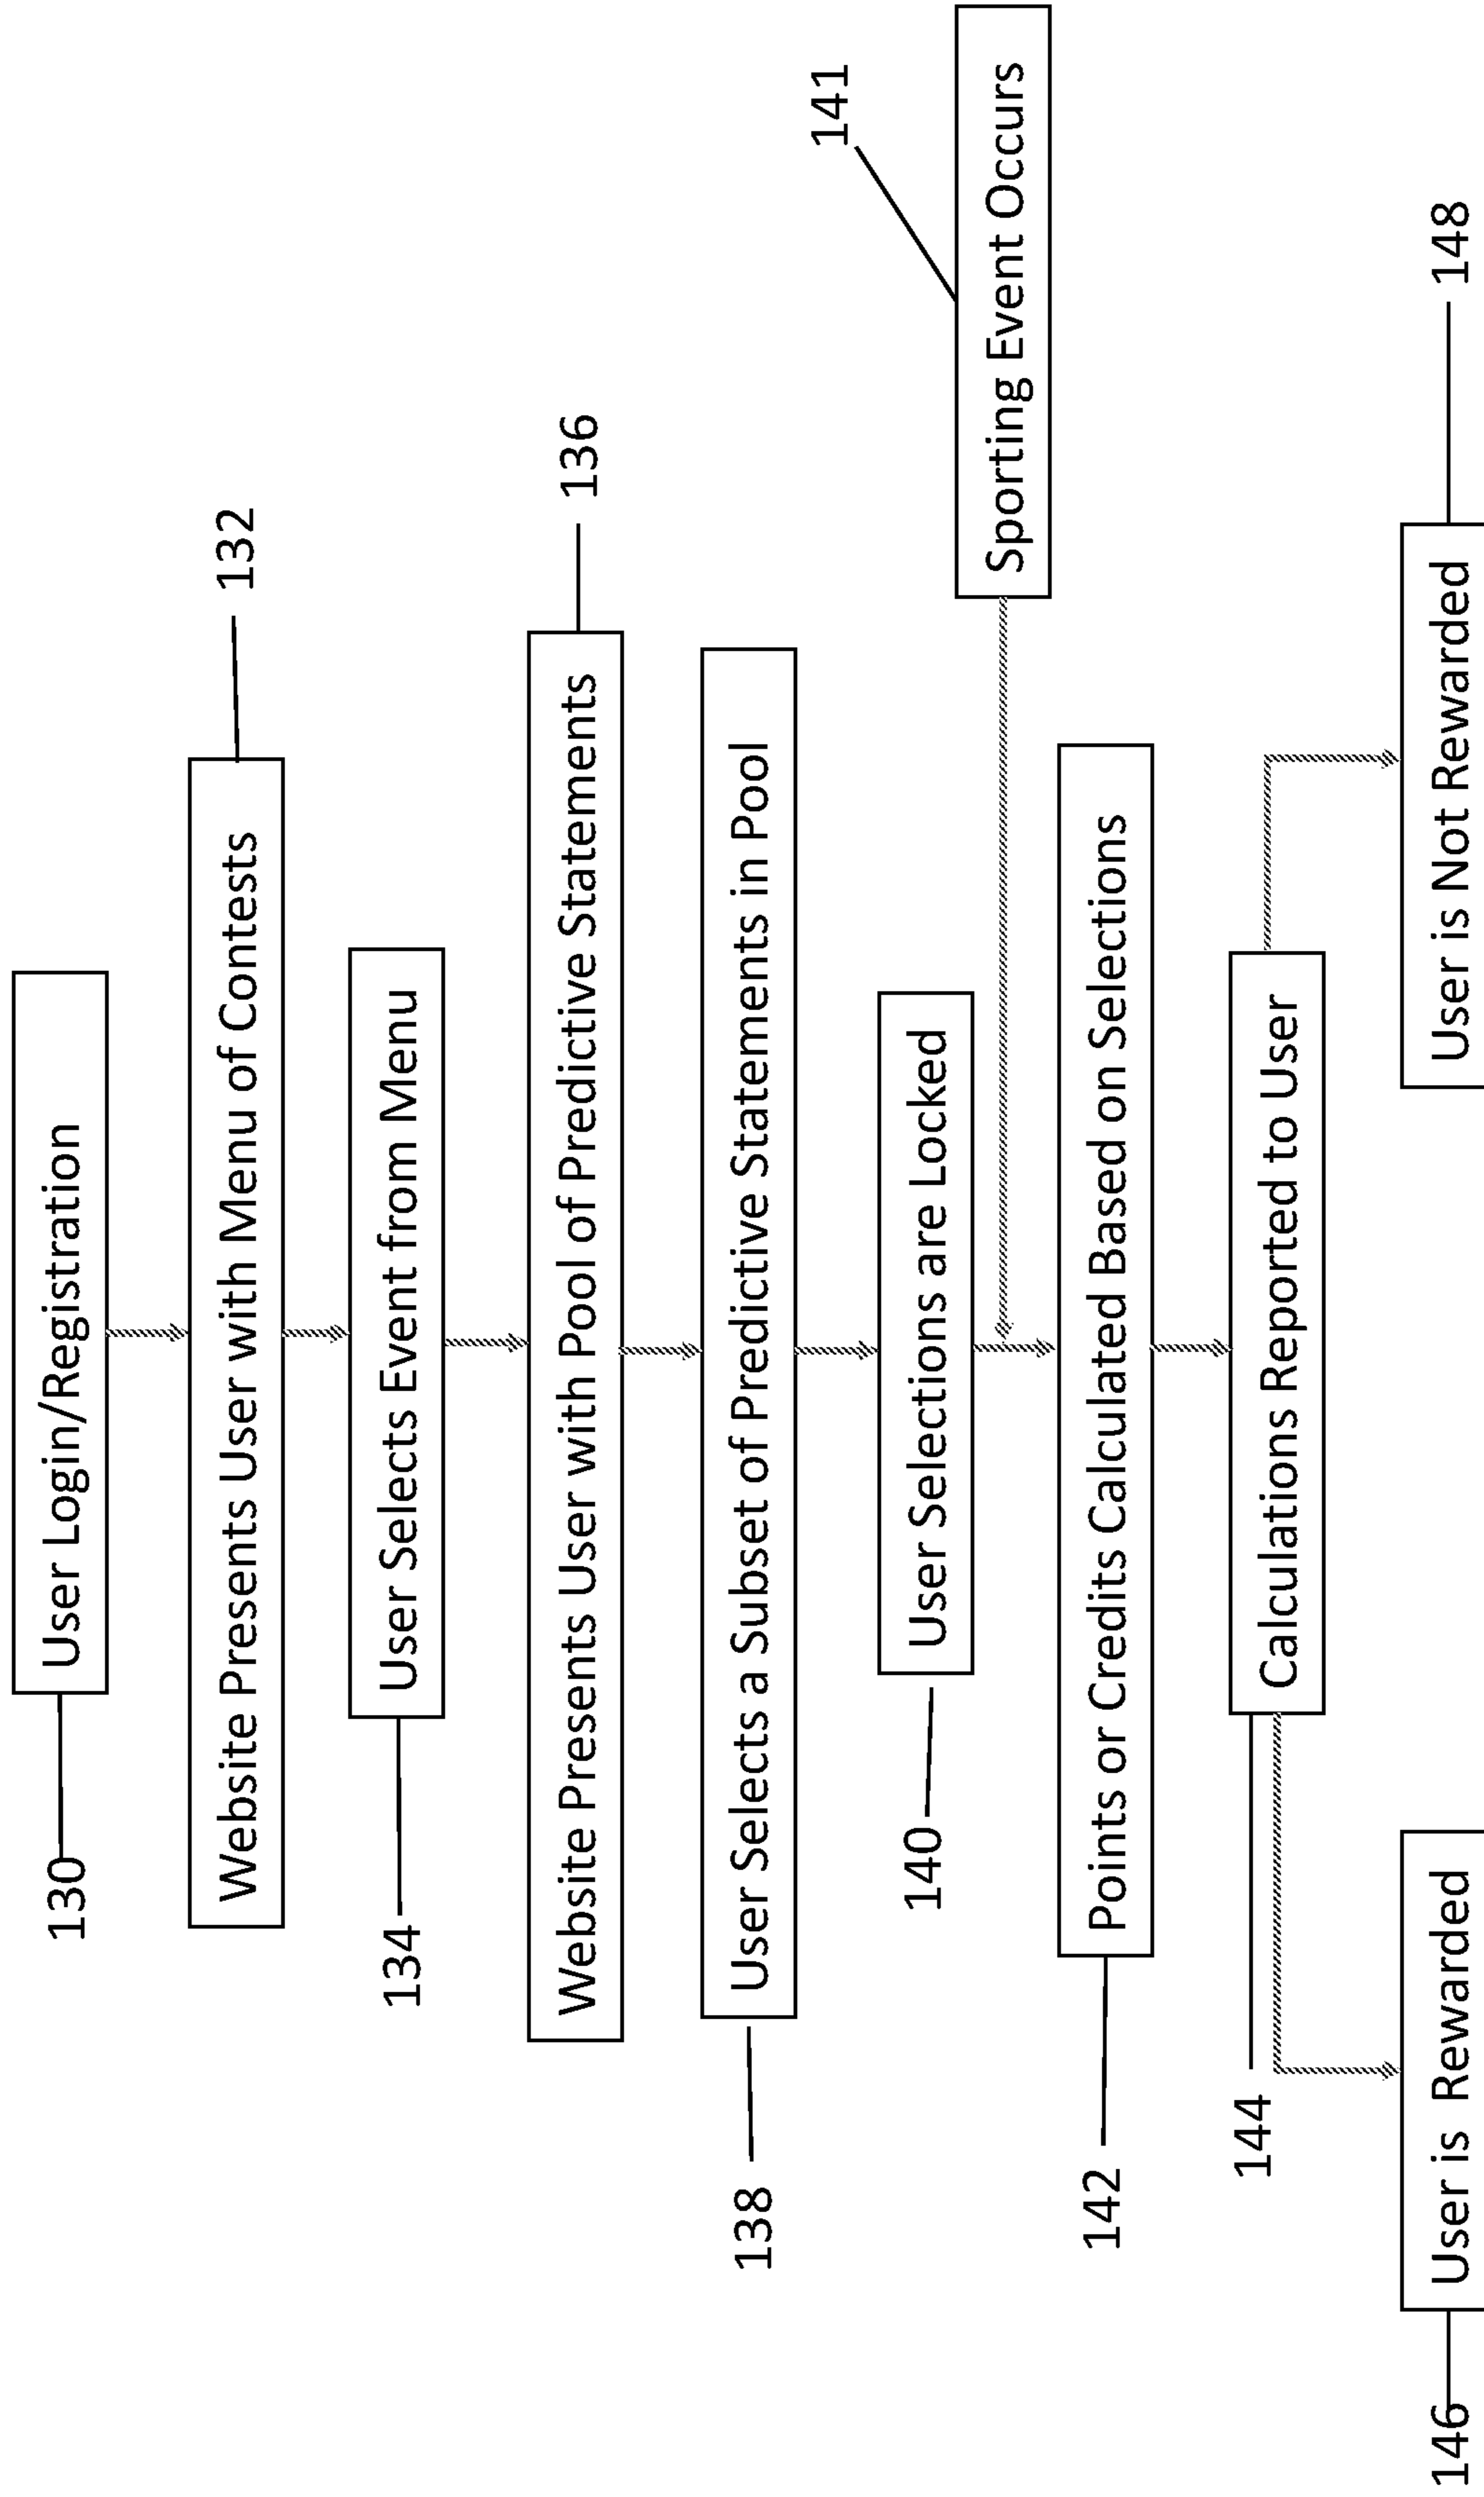 130
User Login/Registration
Website Presents User with Menu of Contests
132
134
User Selects Event from Menu
Website Presents User with Pool of Predictive Statements
136
138
User Selects a Subset of Predictive Statements in Pool
140
User Selections are Locked
141
Sporting Event Occurs
142
Points or Credits Calculated Based on Selections
144
Calculations Reported to User
146
User is Rewarded
User is Not Rewarded
148